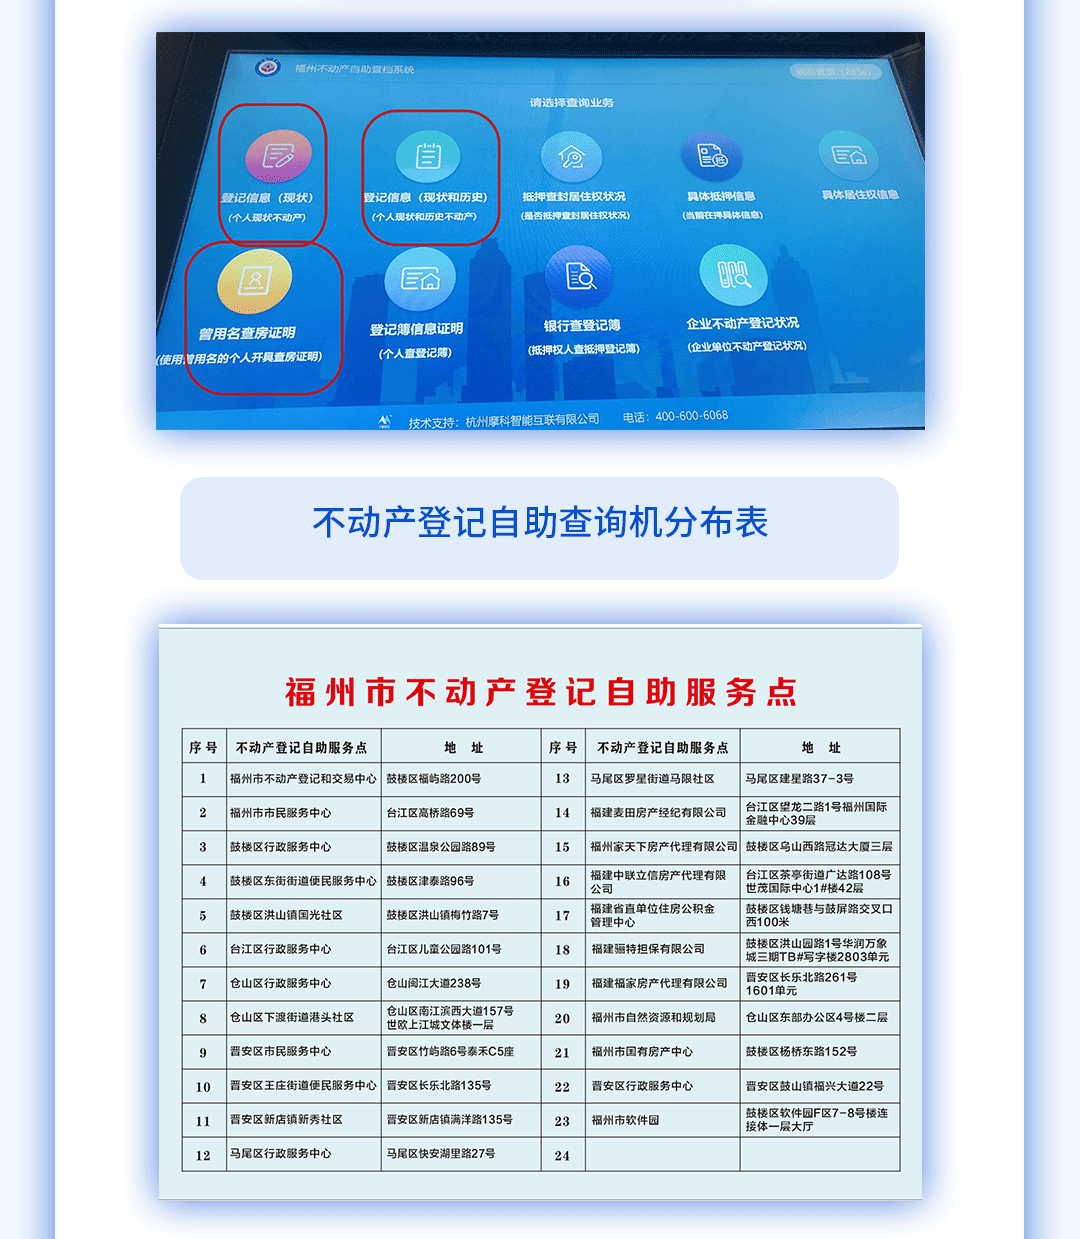 福州不动产自助查档系统
请选择查询业务
登记信息（现状）
(个人现状不动产)
登记信息（现状和历史）
(个人现状和历史不动产)
抵押查封居住权状况
(是否抵押查封居住权状况)
具体抵押信息
(当前在押具体信息)
具体居住权信息
曾用名查房证明
(使用曾用名的个人开具查房证明)
登记簿信息证明
(个人查登记簿)
银行查登记簿
(抵押权人查抵押登记簿)
企业不动产登记状况
(企业单位不动产登记状况)
技术支持：杭州摩科智能互联有限公司 电话：400-600-6068
不动产登记自助查询机分布表
福州市不动产登记自助服务点
序号 不动产登记自助服务点 地 址 序号 不动产登记自助服务点 地 址
1 福州市不动产登记和交易中心 鼓楼区福屿路200号 13 马尾区罗星街道马限社区 马尾区建星路37-3号
2 福州市市民服务中心 台江区高桥路69号 14 福建麦田房产经纪有限公司 台江区望龙二路1号福州国际
金融中心39层
3 鼓楼区行政服务中心 鼓楼区温泉公园路89号 15 福州家天下房产代理有限公司 鼓楼区乌山西路冠达大厦三层
4 鼓楼区东街街道便民服务中心 鼓楼区津泰路96号 16 福建中联立信房产代理有限
公司 台江区茶亭街道广达路108号
世茂国际中心1#楼42层
5 鼓楼区洪山镇国光社区 鼓楼区洪山镇梅竹路7号 17 福建省直单位住房公积金
管理中心 鼓楼区钱塘巷与鼓屏路交叉口
西100米
6 台江区行政服务中心 台江区儿童公园路101号 18 福建骊特担保有限公司 鼓楼区洪山园路1号华润万象
城三期TB#写字楼2803单元
7 仓山区行政服务中心 仓山闽江大道238号 19 福建福家房产代理有限公司 晋安区长乐北路261号
1601单元
8 仓山区下渡街道港头社区 仓山区南江滨西大道157号
世欧上江城文体楼一层 20 福州市自然资源和规划局 仓山区东部办公区4号楼二层
9 晋安区市民服务中心 晋安区竹屿路6号泰禾C5座 21 福州市国有房产中心 鼓楼区杨桥东路152号
10 晋安区王庄街道便民服务中心 晋安区长乐北路135号 22 晋安区行政服务中心 晋安区鼓山镇福兴大道22号
11 晋安区新店镇新秀社区 晋安区新店镇满洋路135号 23 福州市软件园 鼓楼区软件园F区7-8号楼连
接体一层大厅
12 马尾区行政服务中心 马尾区快安湖里路27号 24